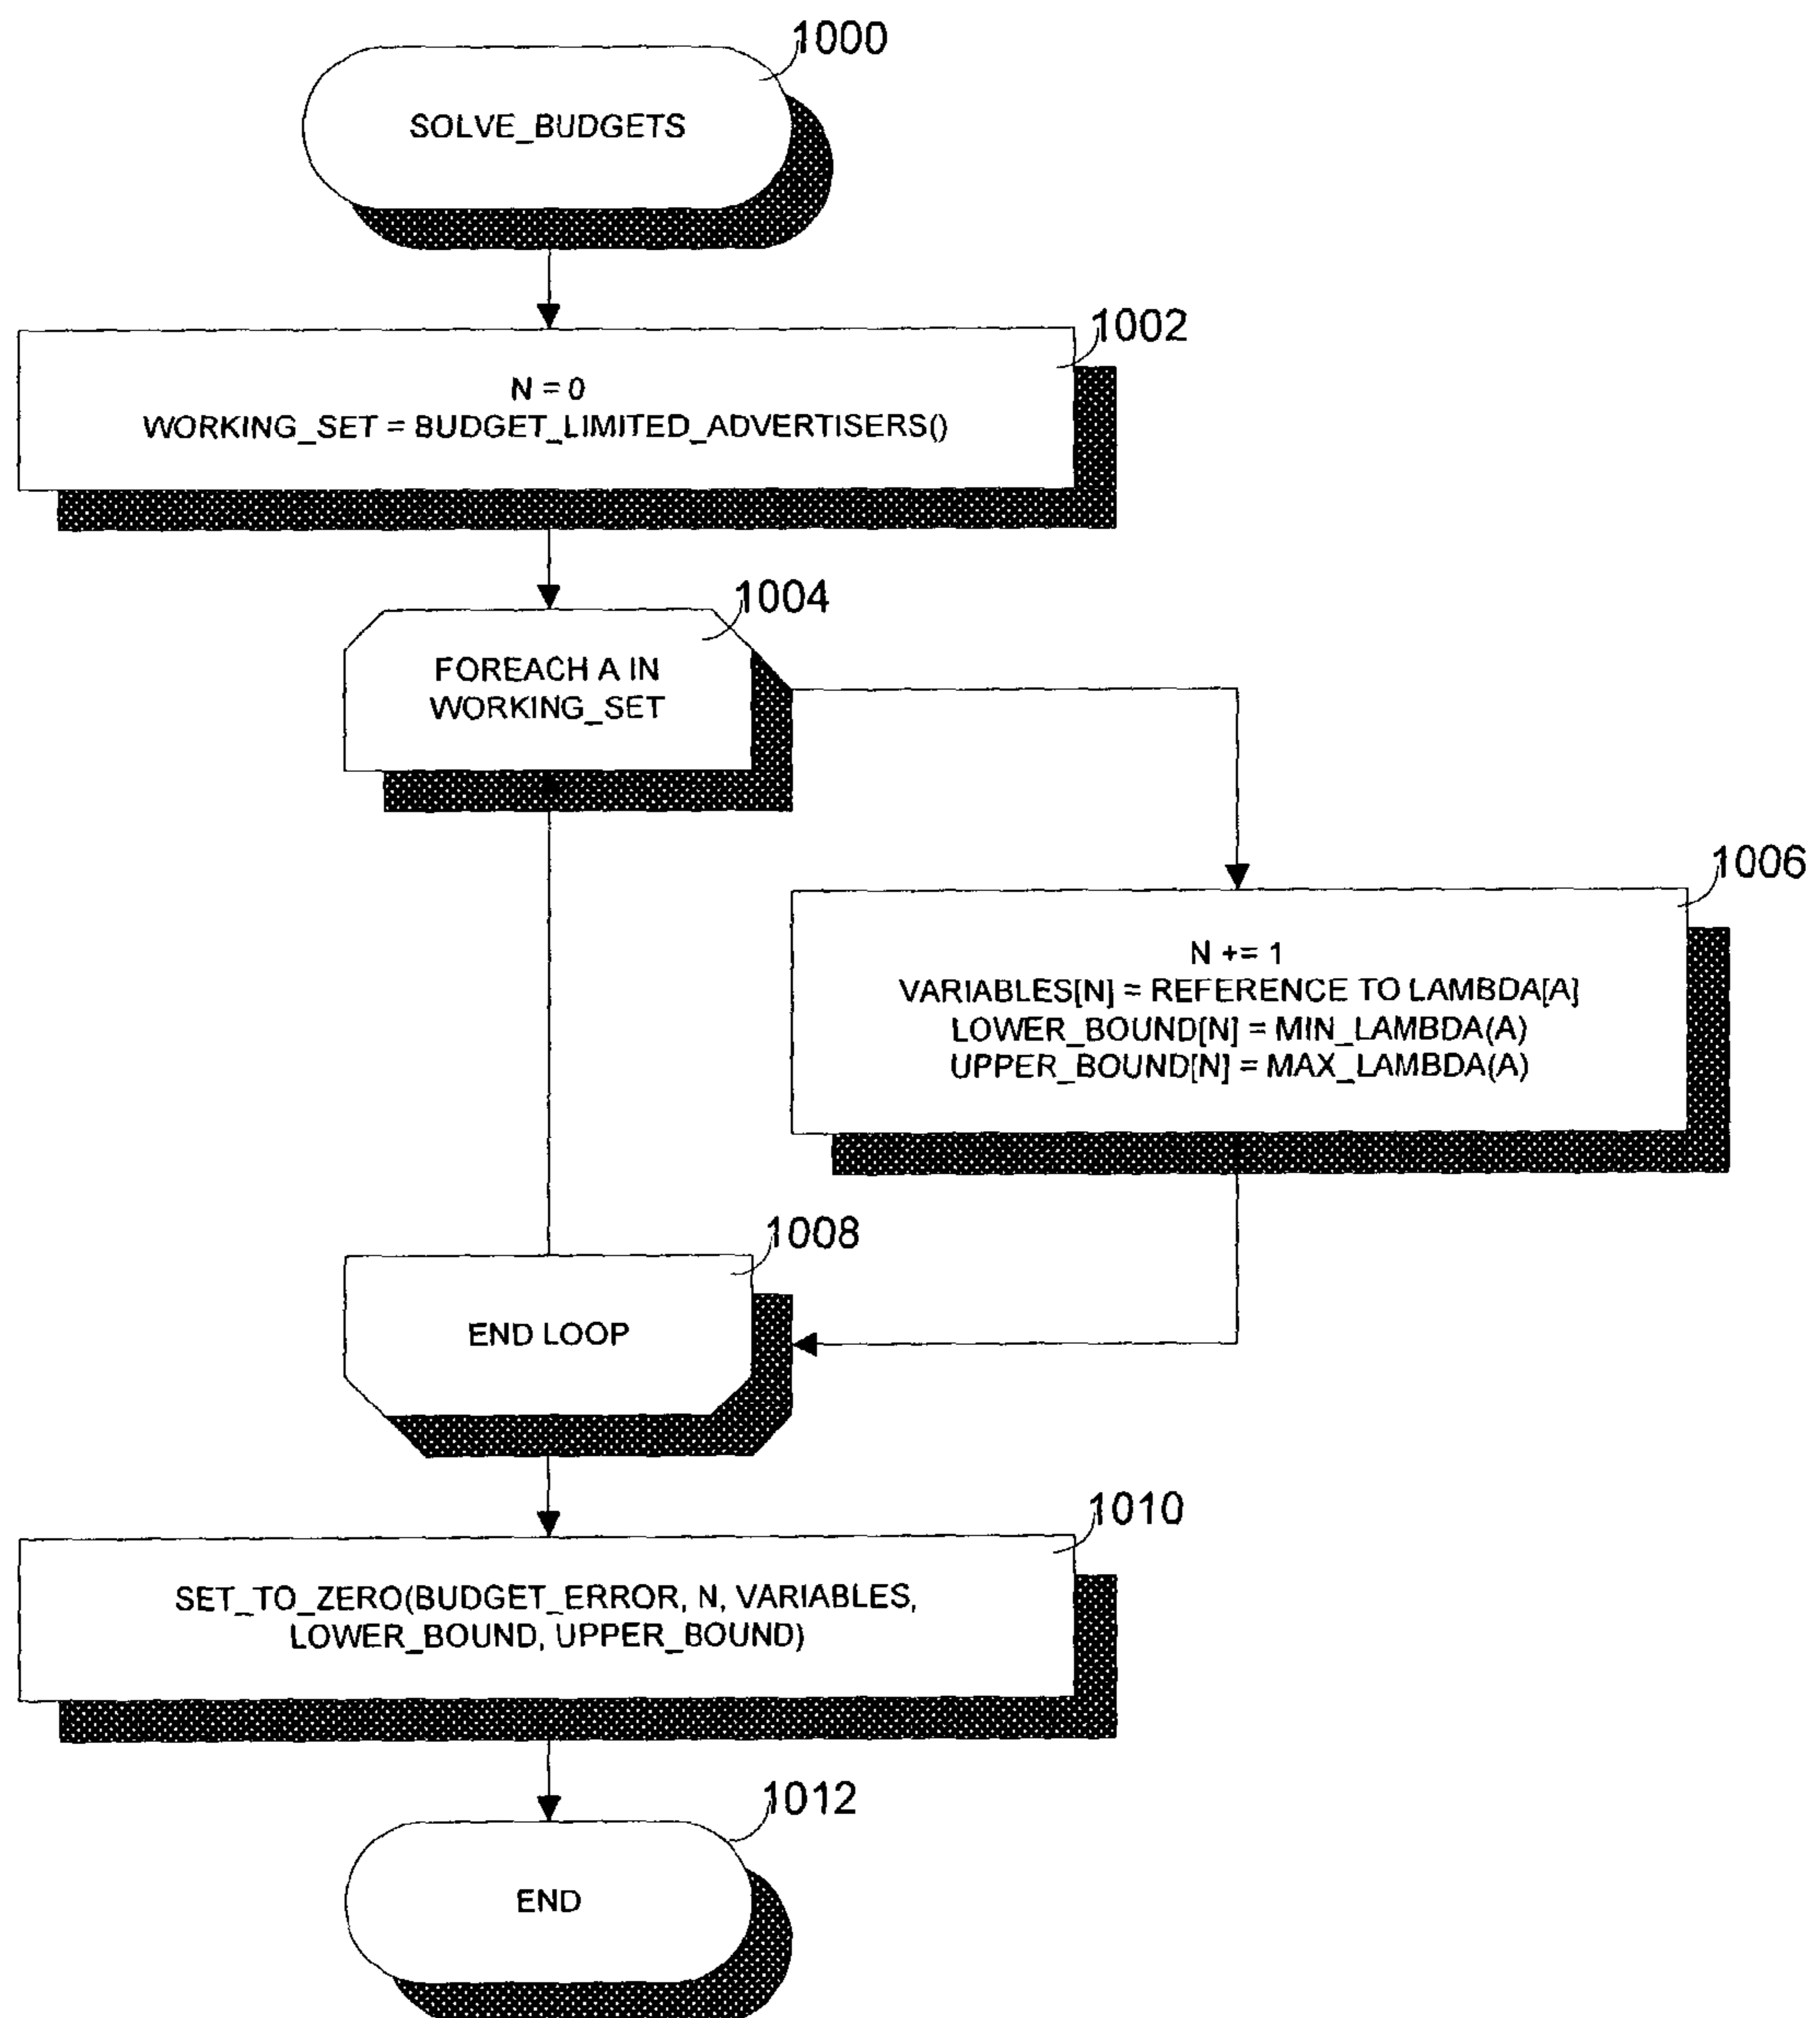 1000
SOLVE_BUDGETS
1002
N = 0
WORKING_SET = BUDGET_LIMITED_ADVERTISERS()
1004
FOREACH A IN
WORKING_SET
1006
N += 1
VARIABLES[N] = REFERENCE TO LAMBDA[A]
LOWER_BOUND[N] = MIN_LAMBDA(A)
UPPER_BOUND[N] = MAX_LAMBDA(A)
1008
END LOOP
1010
SET_TO_ZERO(BUDGET_ERROR, N, VARIABLES,
LOWER_BOUND, UPPER_BOUND)
1012
END